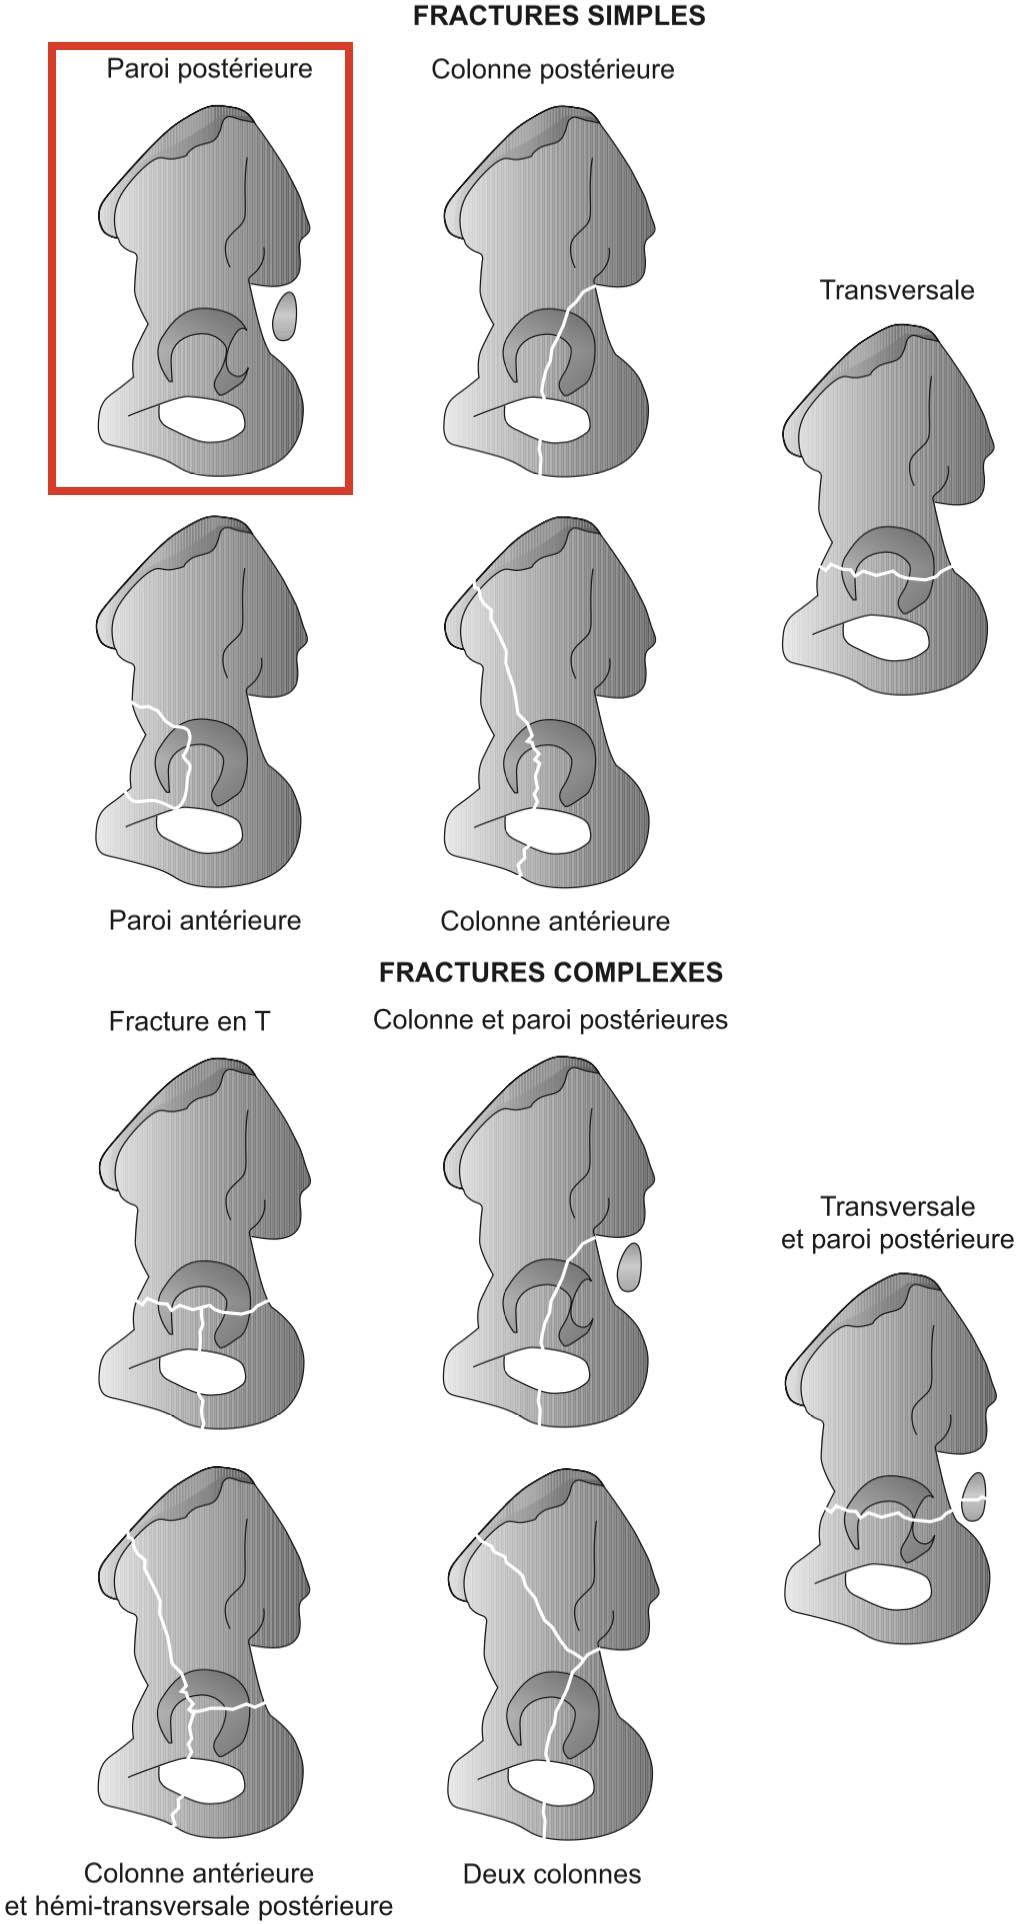 FRACTURES SIMPLES
Paroi postérieure
Colonne postérieure
Transversale
Paroi antérieure
Colonne antérieure
FRACTURES COMPLEXES
Fracture en T
Colonne et paroi postérieures
Transversale
et paroi postérieure
Colonne antérieure
et hémi-transversale postérieure
Deux colonnes